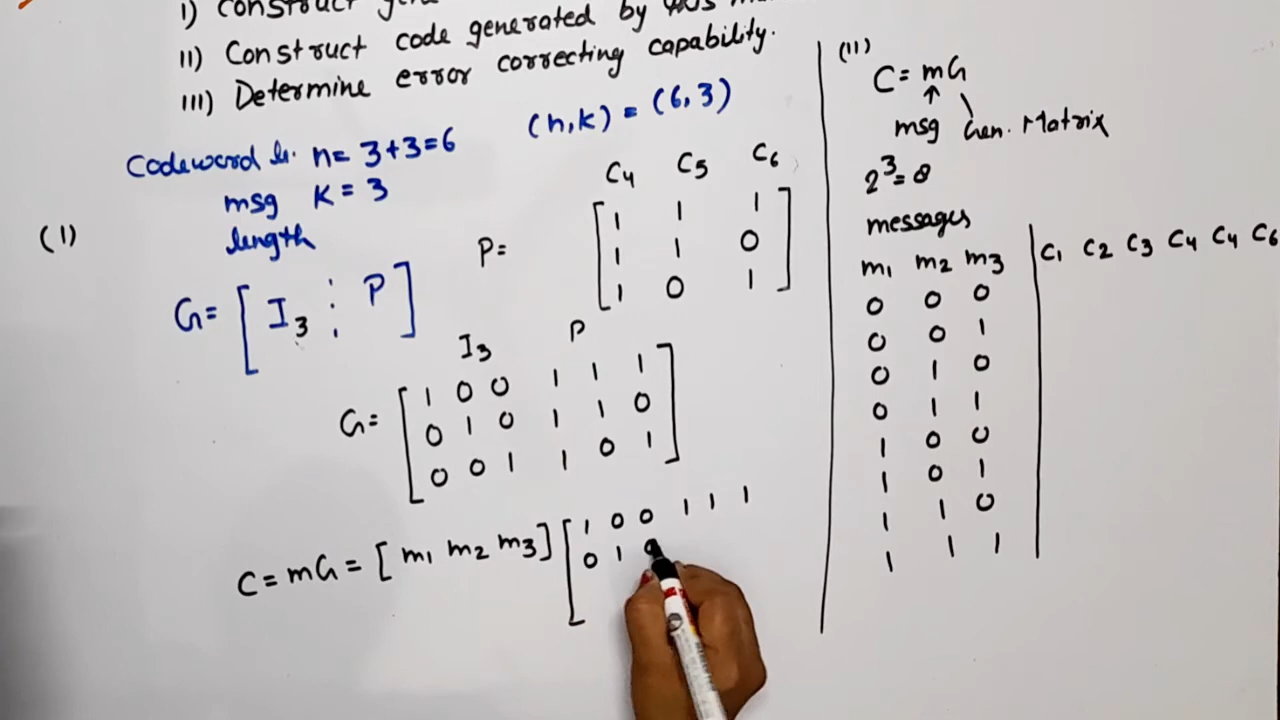 I) Construct
II) Construct code generated by this
III) Determine error correcting capability.
Codeword ln. n= 3+3=6
(n,k) = (6,3)
msg k = 3
length
(I)
G= [ I3 ⋮ P ]
C4 C5 C6
P=
1 1 1
1 1 0
1 0 1
I3 P
G=
1 0 0 1 1 1
0 1 0 1 1 0
0 0 1 1 0 1
C = mG = [ m1 m2 m3 ]
1 0 0 1 1 1
0 1 0
(II)
C = mG
msg Gen. Matrix
2^3 = 8
messages
m1 m2 m3 C1 C2 C3 C4 C4 C6
0 0 0
0 0 1
0 1 0
0 1 1
1 0 0
1 0 1
1 1 0
1 1 1